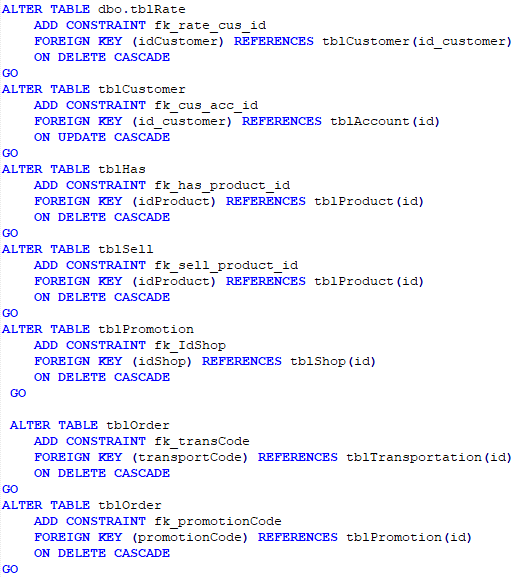 ALTER TABLE dbo.tblRate
    ADD CONSTRAINT fk_rate_cus_id
    FOREIGN KEY (idCustomer) REFERENCES tblCustomer(id_customer)
    ON DELETE CASCADE
GO
ALTER TABLE tblCustomer
    ADD CONSTRAINT fk_cus_acc_id
    FOREIGN KEY (id_customer) REFERENCES tblAccount(id)
    ON UPDATE CASCADE
GO
ALTER TABLE tblHas
    ADD CONSTRAINT fk_has_product_id
    FOREIGN KEY (idProduct) REFERENCES tblProduct(id)
    ON DELETE CASCADE
GO
ALTER TABLE tblSell
    ADD CONSTRAINT fk_sell_product_id
    FOREIGN KEY (idProduct) REFERENCES tblProduct(id)
    ON DELETE CASCADE
GO
ALTER TABLE tblPromotion
    ADD CONSTRAINT fk_IdShop
    FOREIGN KEY (idShop) REFERENCES tblShop(id)
    ON DELETE CASCADE
 GO

 ALTER TABLE tblOrder
    ADD CONSTRAINT fk_transCode
    FOREIGN KEY (transportCode) REFERENCES tblTransportation(id)
    ON DELETE CASCADE
GO
ALTER TABLE tblOrder
    ADD CONSTRAINT fk_promotionCode
    FOREIGN KEY (promotionCode) REFERENCES tblPromotion(id)
    ON DELETE CASCADE
GO